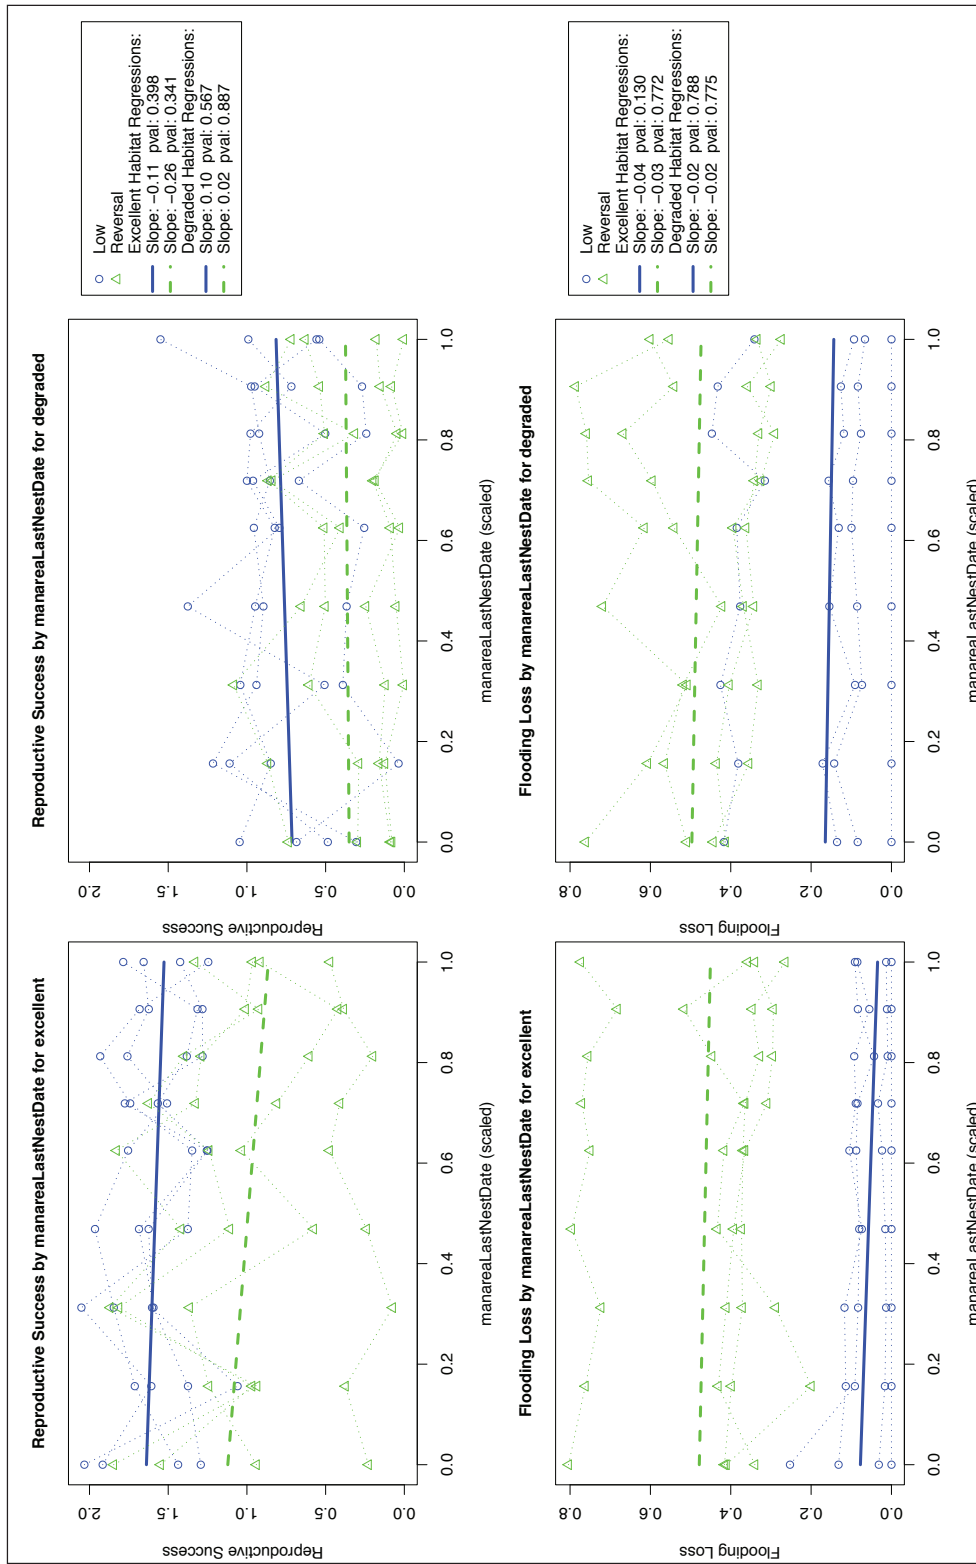 Reproductive Success by manareaLastNestDate for excellent
Reproductive Success
0.0 0.5 1.0 1.5 2.0
0.0 0.2 0.4 0.6 0.8 1.0
manareaLastNestDate (scaled)
Reproductive Success by manareaLastNestDate for degraded
Reproductive Success
0.0 0.5 1.0 1.5 2.0
0.0 0.2 0.4 0.6 0.8 1.0
manareaLastNestDate (scaled)
Low
Reversal
Excellent Habitat Regressions:
Slope: −0.11 pval: 0.398
Slope: −0.26 pval: 0.341
Degraded Habitat Regressions:
Slope: 0.10 pval: 0.567
Slope: 0.02 pval: 0.887
Flooding Loss by manareaLastNestDate for excellent
Flooding Loss
0.0 0.2 0.4 0.6 0.8
0.0 0.2 0.4 0.6 0.8 1.0
manareaLastNestDate (scaled)
Flooding Loss by manareaLastNestDate for degraded
Flooding Loss
0.0 0.2 0.4 0.6 0.8
0.0 0.2 0.4 0.6 0.8 1.0
manareaLastNestDate (scaled)
Low
Reversal
Excellent Habitat Regressions:
Slope: −0.04 pval: 0.130
Slope: −0.03 pval: 0.772
Degraded Habitat Regressions:
Slope: −0.02 pval: 0.788
Slope: −0.02 pval: 0.775